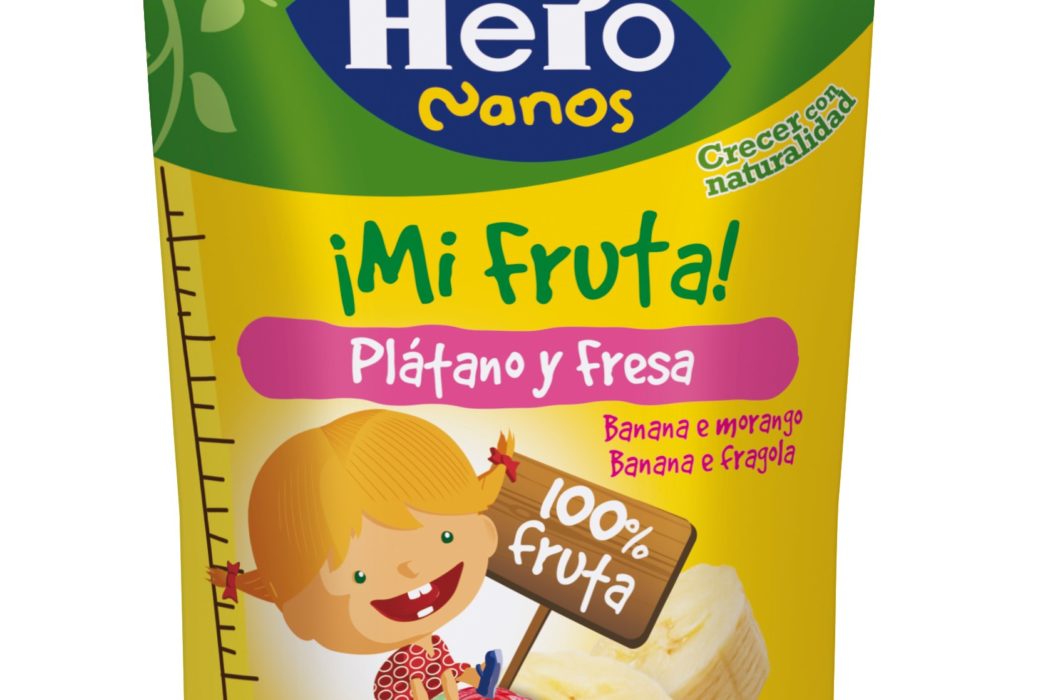 Hero
Nanos
Crecer con
naturalidad
¡Mi Fruta!
Plátano y Fresa
Banana e morango
Banana e fragola
100%
fruta